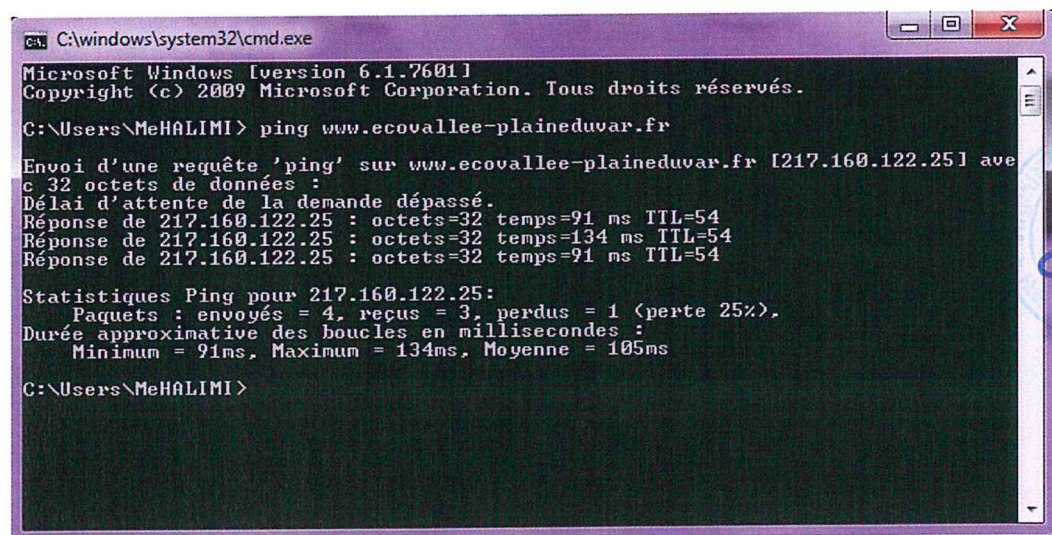 C:\windows\system32\cmd.exe
Microsoft Windows [version 6.1.7601]
Copyright (c) 2009 Microsoft Corporation. Tous droits réservés.
C:\Users\MeHALIMI> ping www.ecovallee-plaineduvar.fr
Envoi d'une requête 'ping' sur www.ecovallee-plaineduvar.fr [217.160.122.25] ave
c 32 octets de données :
Délai d'attente de la demande dépassé.
Réponse de 217.160.122.25 : octets=32 temps=91 ms TTL=54
Réponse de 217.160.122.25 : octets=32 temps=134 ms TTL=54
Réponse de 217.160.122.25 : octets=32 temps=91 ms TTL=54
Statistiques Ping pour 217.160.122.25:
Paquets : envoyés = 4, reçus = 3, perdus = 1 (perte 25%),
Durée approximative des boucles en millisecondes :
Minimum = 91ms, Maximum = 134ms, Moyenne = 105ms
C:\Users\MeHALIMI>